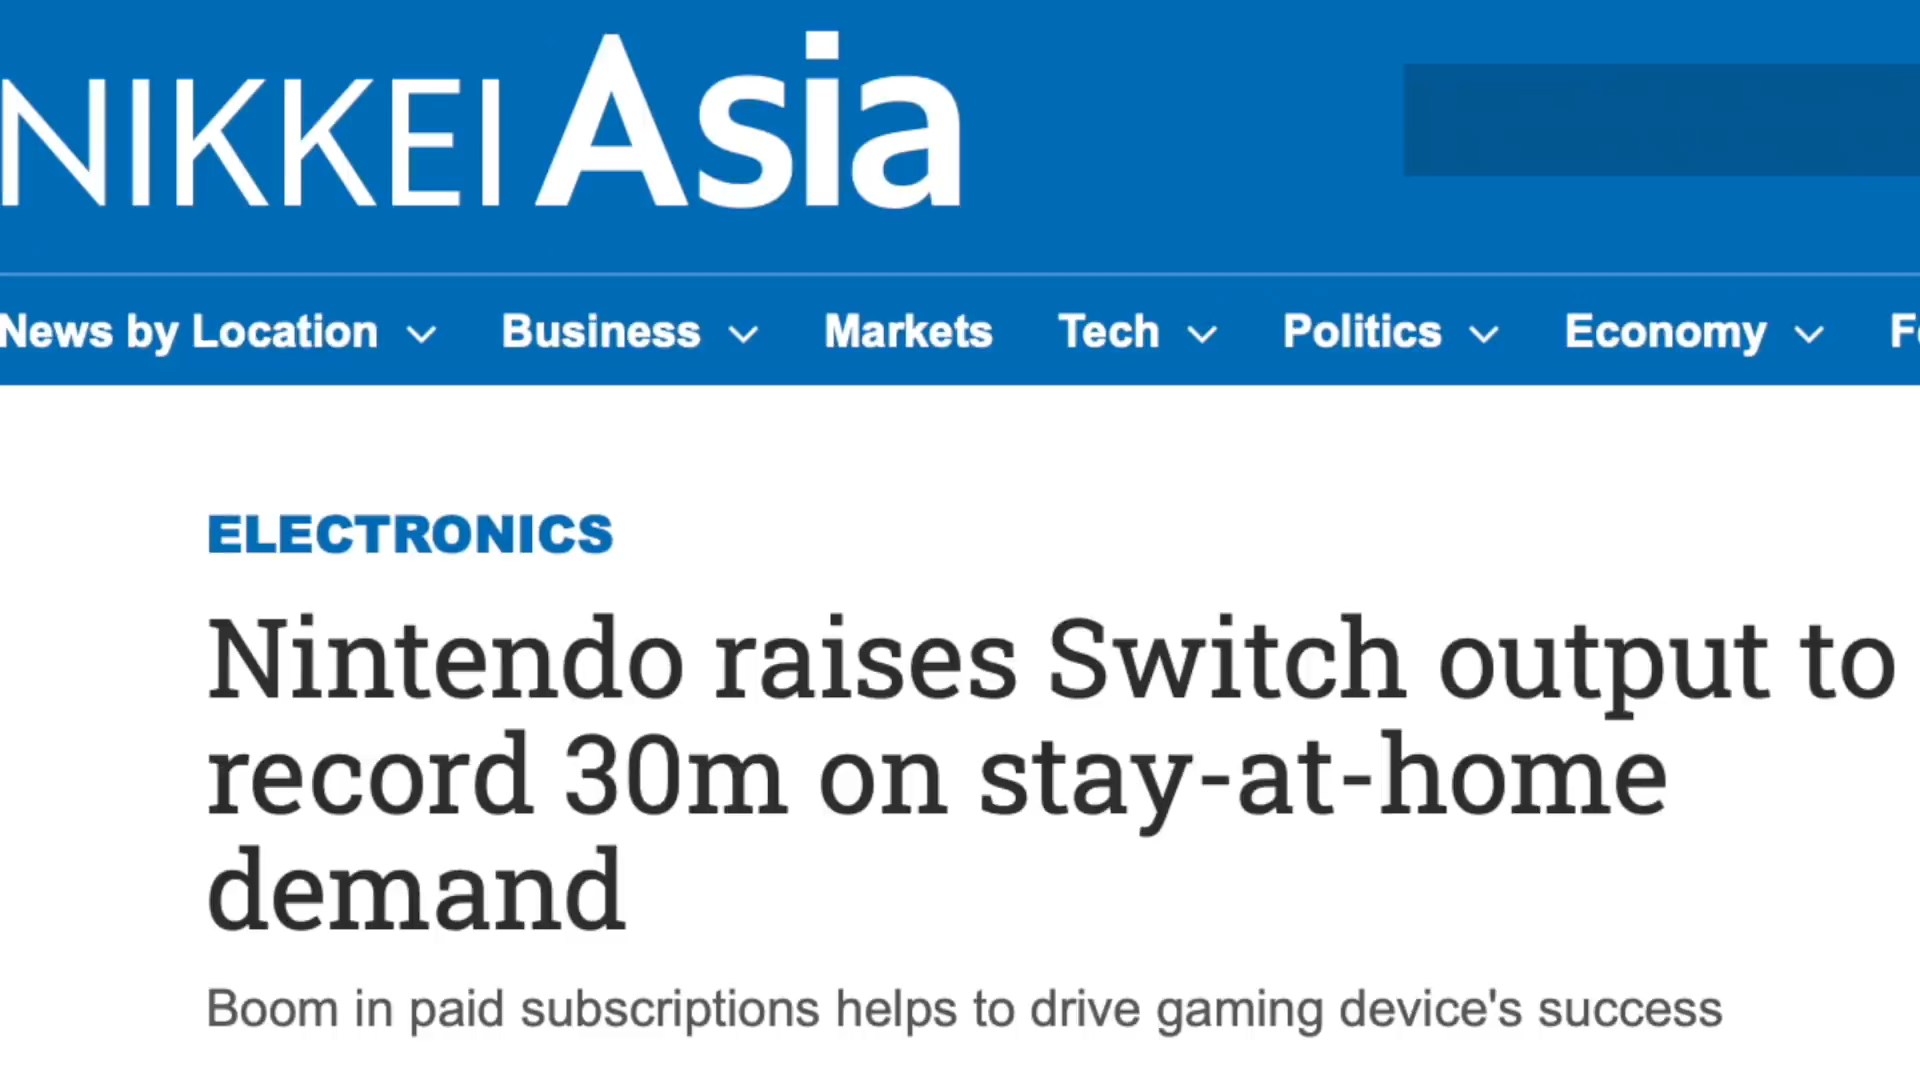 NIKKEI Asia
News by Location Business Markets Tech Politics Economy
ELECTRONICS
Nintendo raises Switch output to
record 30m on stay-at-home
demand
Boom in paid subscriptions helps to drive gaming device's success